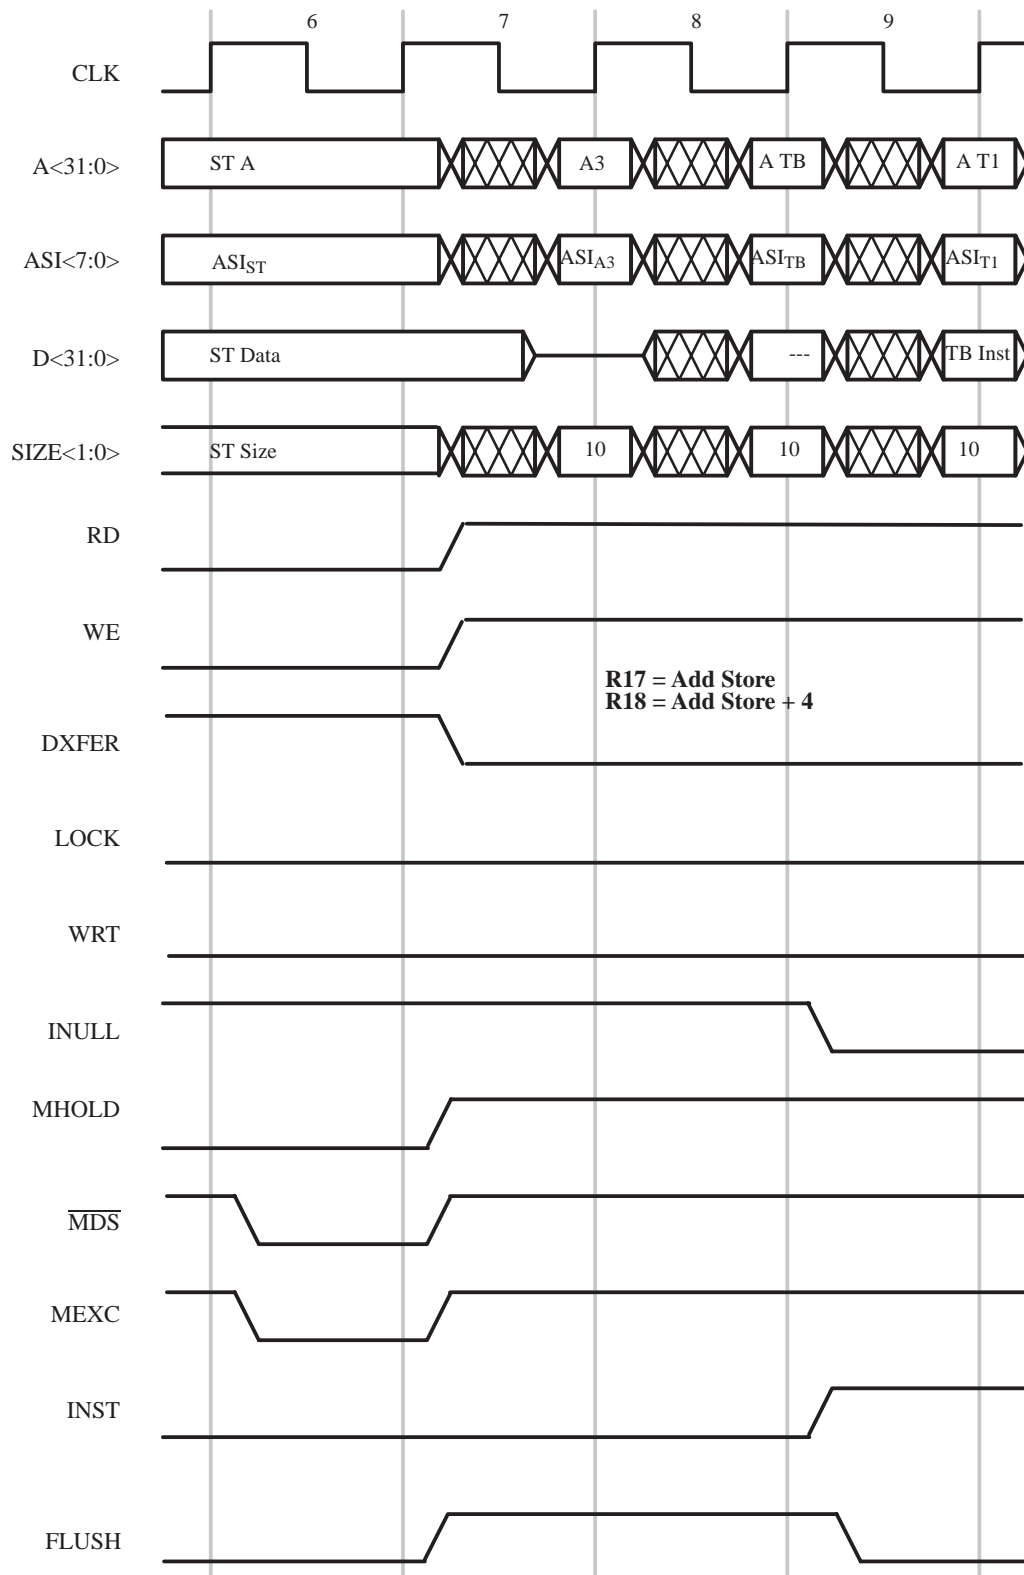 6 7 8 9
CLK
A<31:0> ST A A3 A TB A T1
ASI<7:0> ASIST ASIA3 ASITB ASIT1
D<31:0> ST Data --- TB Inst
SIZE<1:0> ST Size 10 10 10
RD
WE
R17 = Add Store
R18 = Add Store + 4
DXFER
LOCK
WRT
INULL
MHOLD
MDS
MEXC
INST
FLUSH